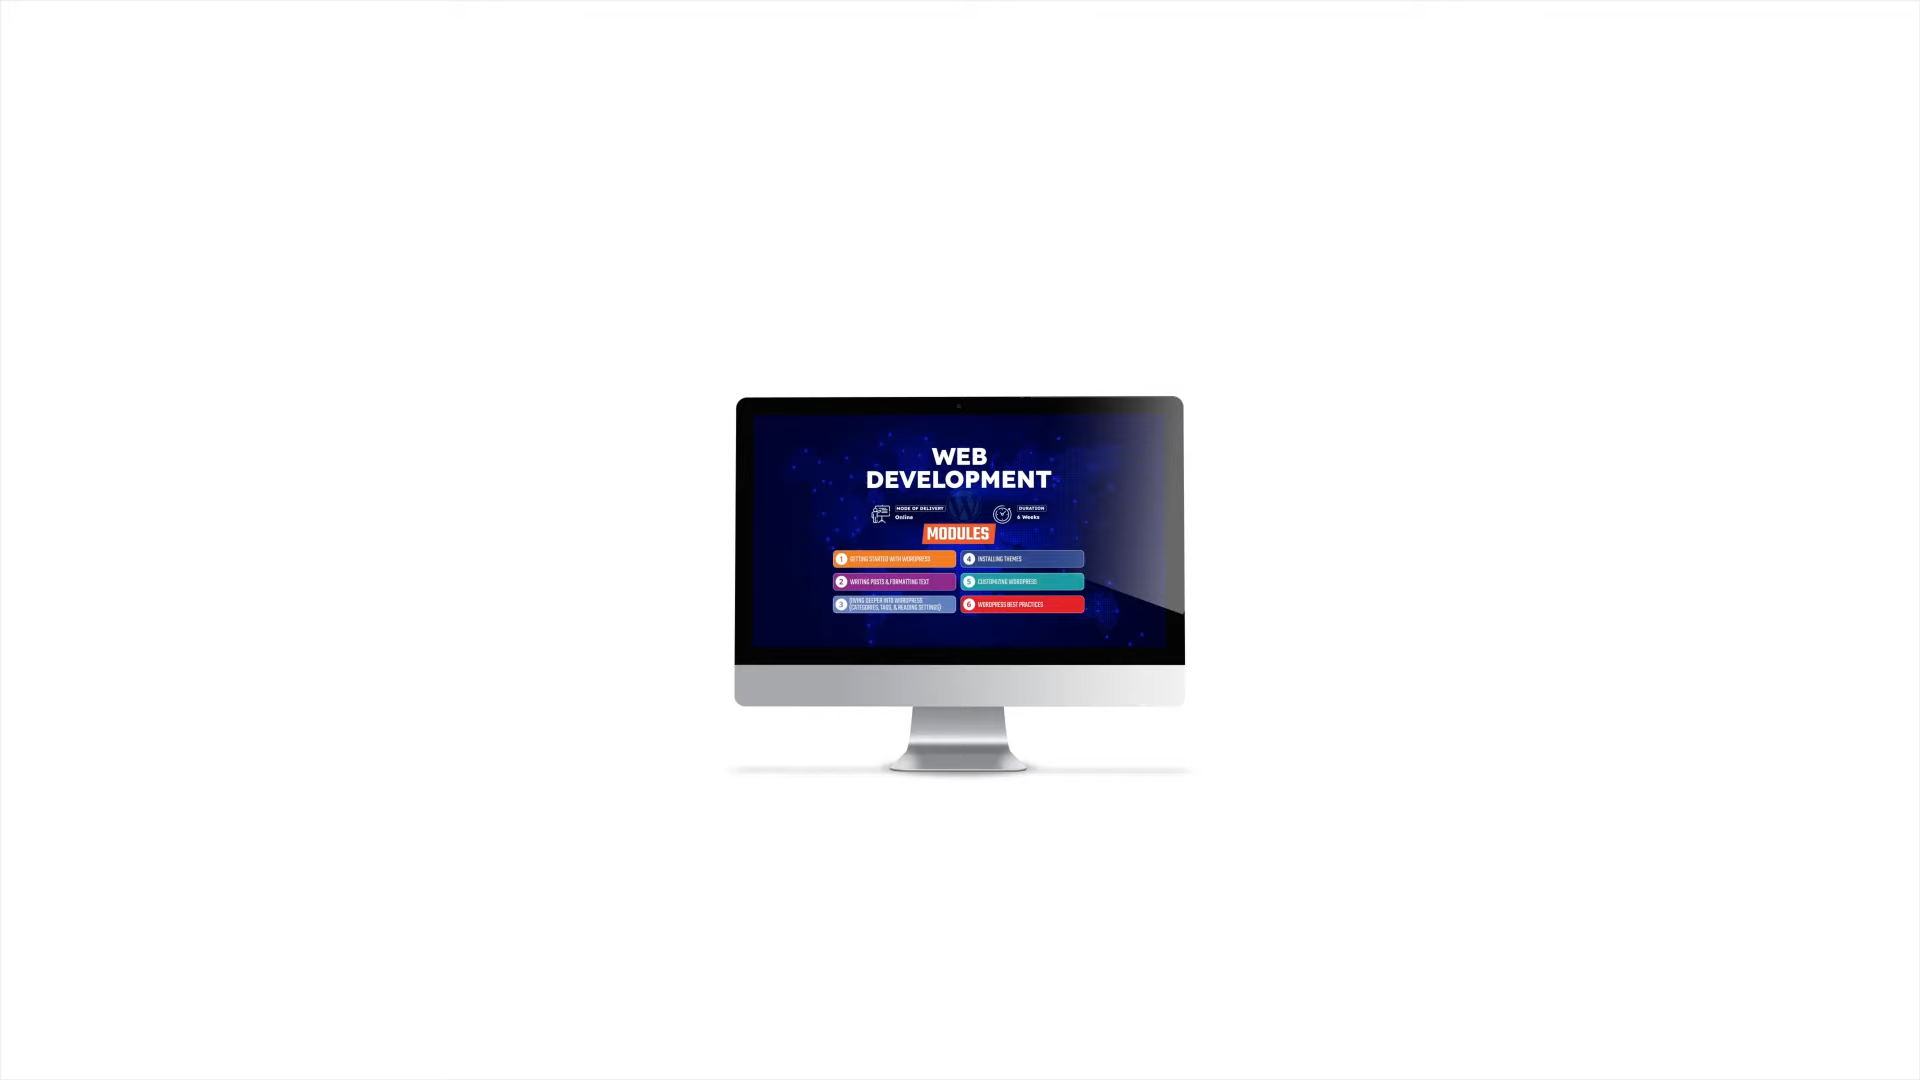 WEB
DEVELOPMENT
MODE OF DELIVERY
Online
DURATION
6 Weeks
MODULES
1 GETTING STARTED WITH WORDPRESS
2 WRITING POSTS & FORMATTING TEXT
3 DIVING DEEPER INTO WORDPRESS
(CATEGORIES, TAGS, & READING SETTINGS)
4 INSTALLING THEMES
5 CUSTOMIZING WORDPRESS
6 WORDPRESS BEST PRACTICES